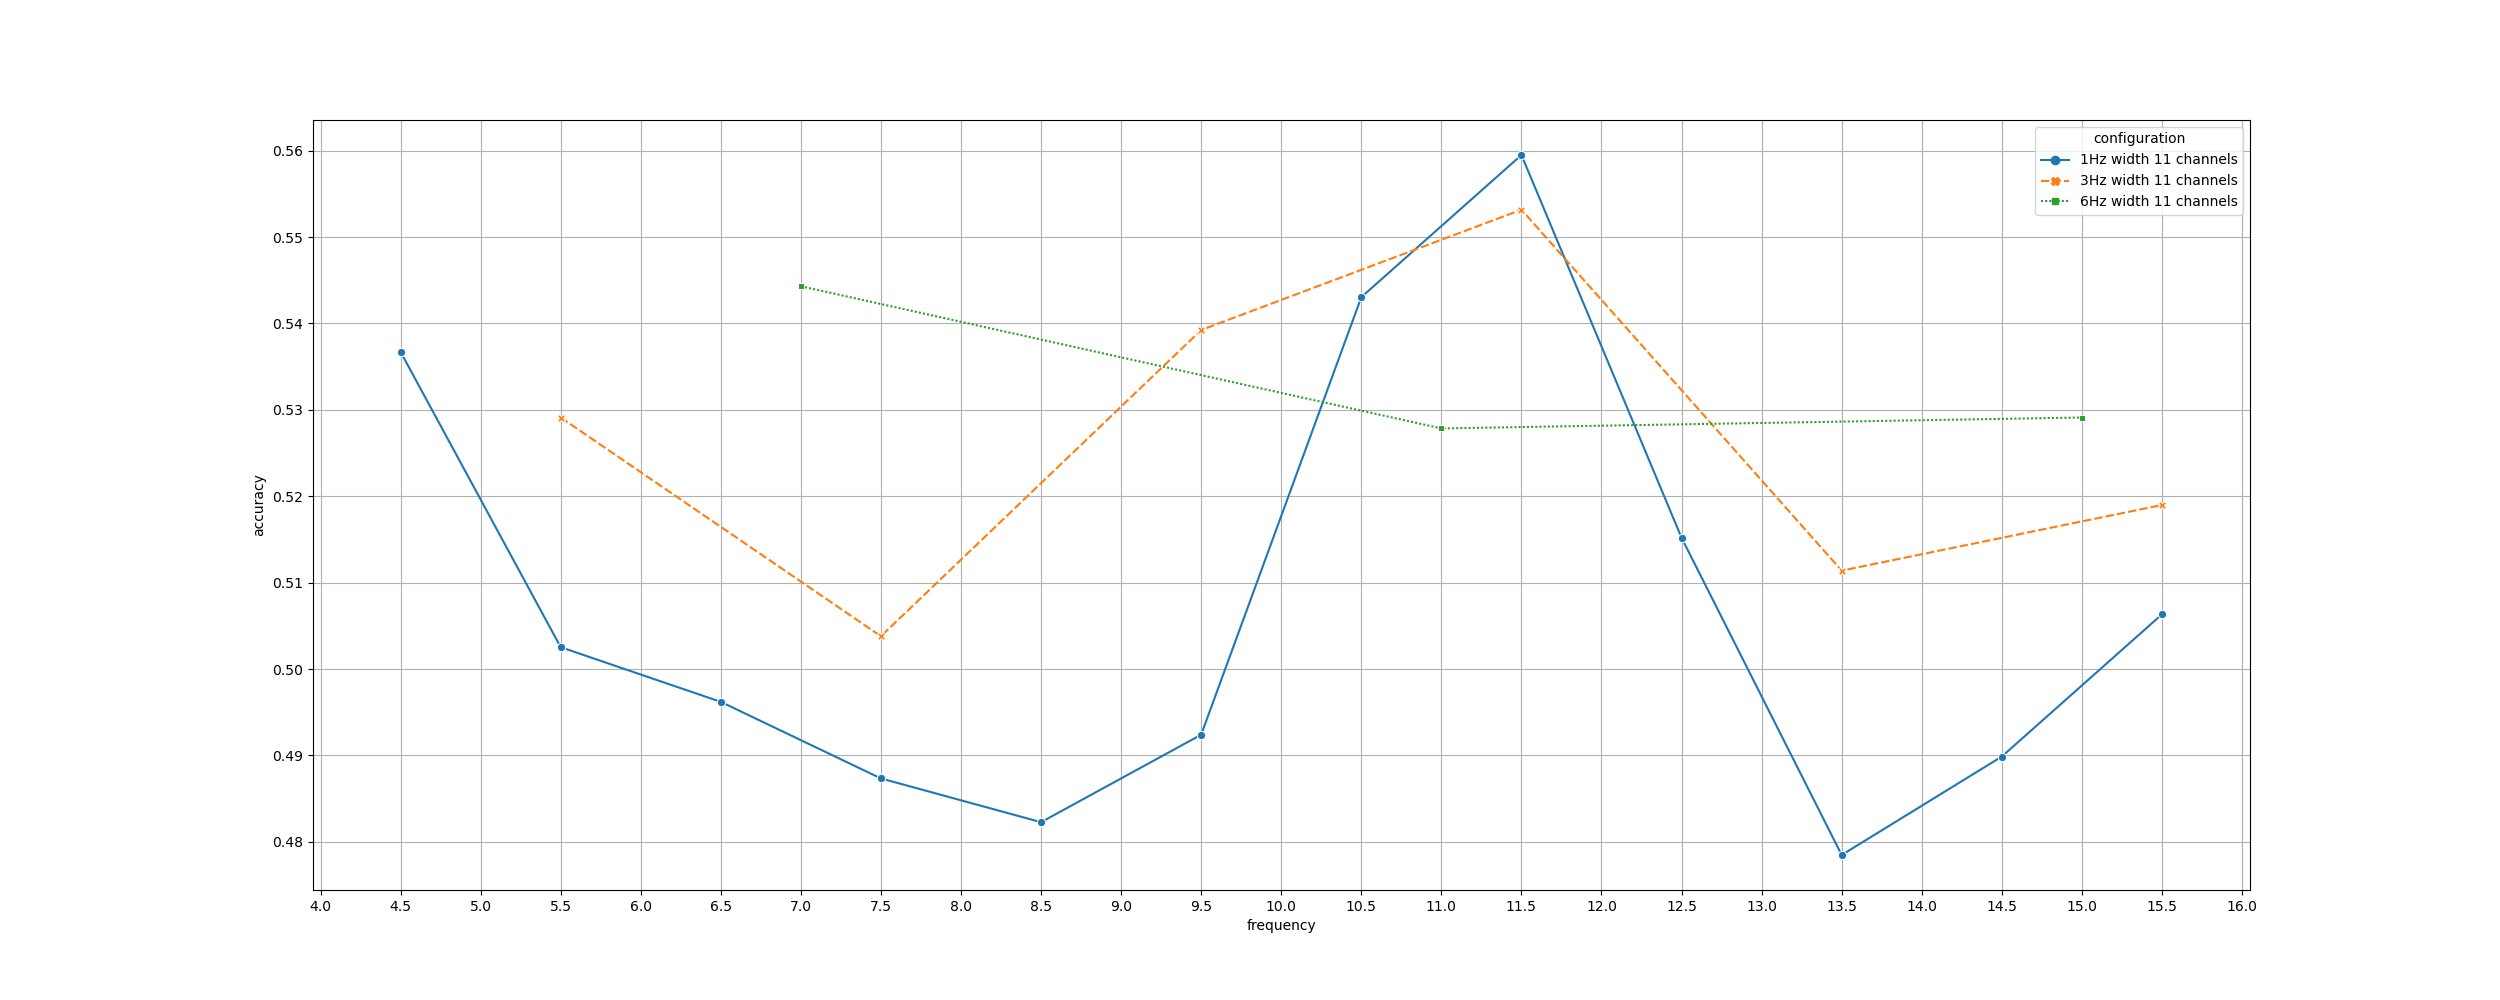 configuration
1Hz width 11 channels
3Hz width 11 channels
6Hz width 11 channels
0.56
0.55
0.54
0.53
0.52
0.51
0.50
0.49
0.48
accuracy
4.0 4.5 5.0 5.5 6.0 6.5 7.0 7.5 8.0 8.5 9.0 9.5 10.0 10.5 11.0 11.5 12.0 12.5 13.0 13.5 14.0 14.5 15.0 15.5 16.0
frequency